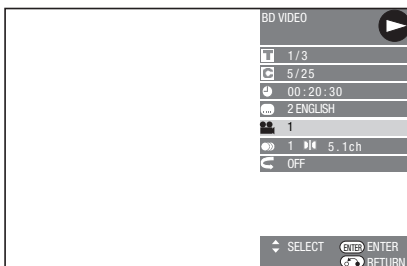 BD VIDEO
T 1/3
C 5/25
00:20:30
... 2 ENGLISH
1
1 5.1ch
OFF
SELECT ENTER ENTER
RETURN